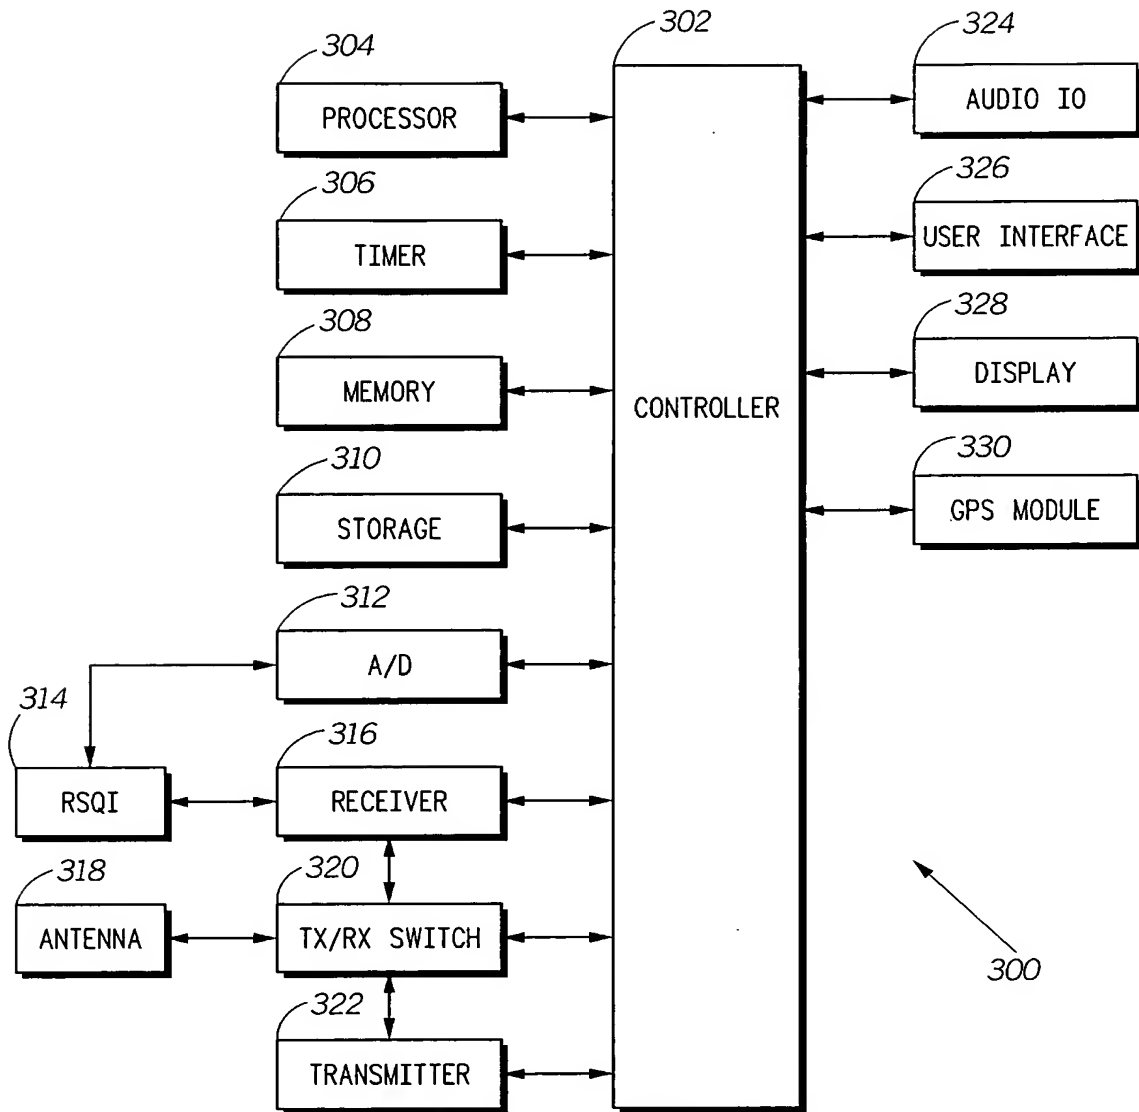 302
324
304
PROCESSOR
AUDIO IO
306
326
TIMER
USER INTERFACE
308
328
MEMORY
DISPLAY
CONTROLLER
310
330
STORAGE
GPS MODULE
312
A/D
314
316
RSQI
RECEIVER
318
320
ANTENNA
TX/RX SWITCH
300
322
TRANSMITTER